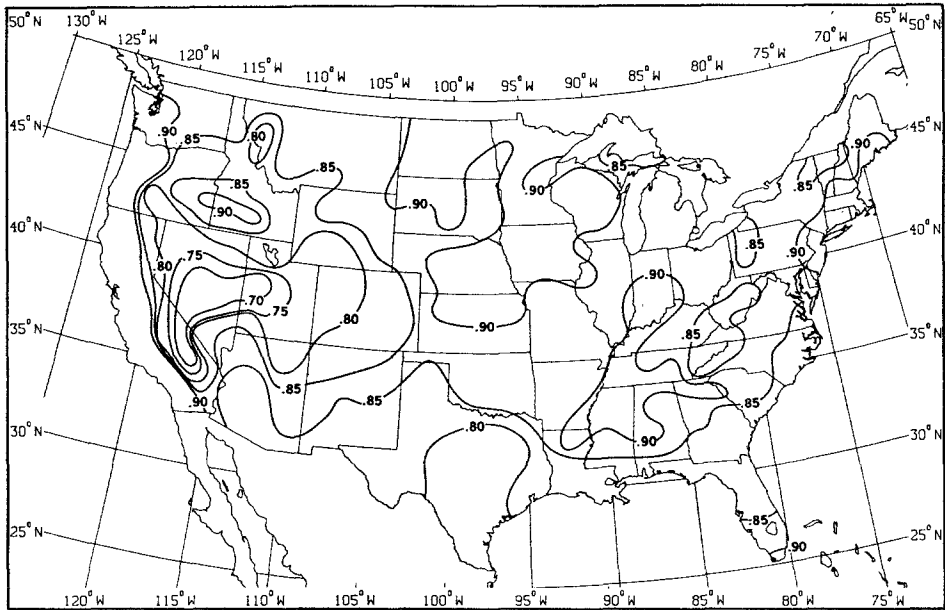 50°N 130°W 65°W 50°N
125°W 70°W
120°W 75°W
115°W 110°W 105°W 100°W 95°W 90°W 85°W 80°W
45°N .90 .85 .80 .85 .90 45°N
.85 .85 .90 .85
.90 .90
40°N .85 40°N
.80 .75 .90 .90
.70 .75
35°N .80 .90 .85 35°N
.90 .85 .85 .85
30°N .80 .90 30°N
25°N .85 25°N
.90
120°W 115°W 110°W 105°W 100°W 95°W 90°W 85°W 80°W 75°W